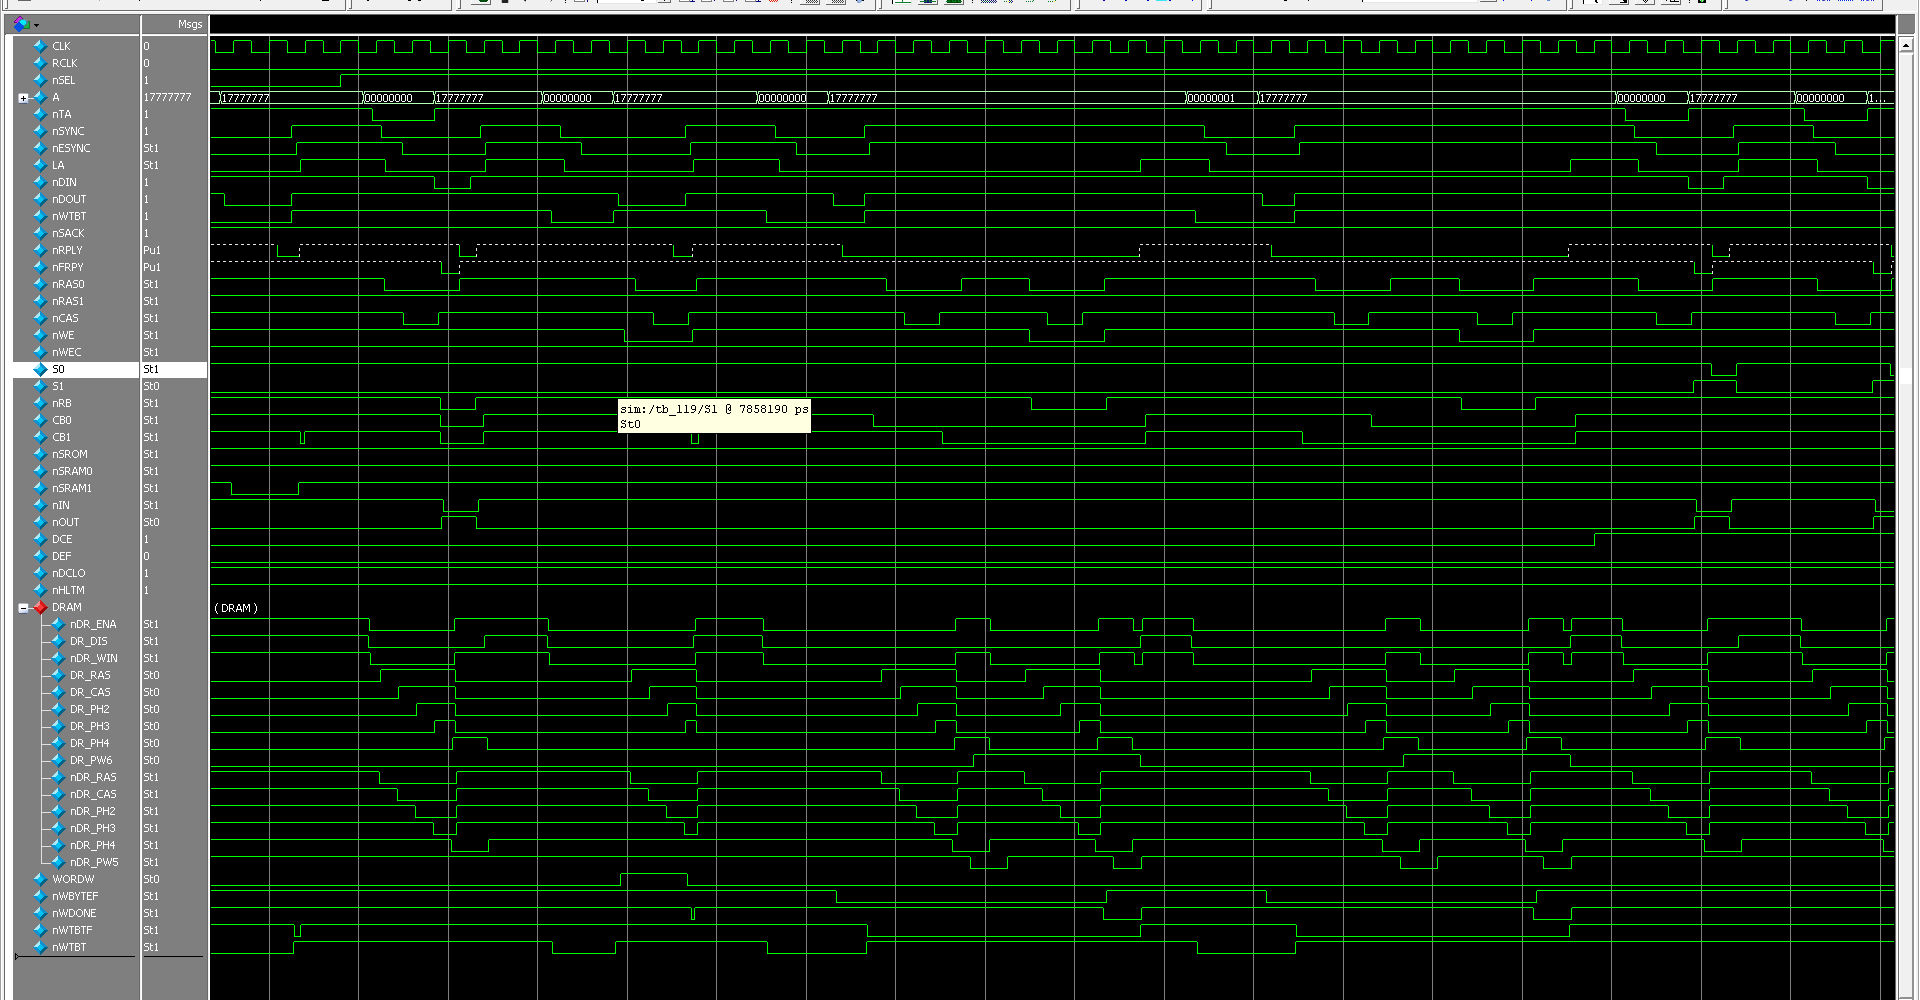 Msgs
CLK 0
RCLK 0
nSEL 1
A 17777777 17777777 00000000 17777777 00000000 17777777 00000000 17777777 00000001 17777777 00000000 17777777 00000000 1...
nTA 1
nSYNC 1
nESYNC St1
LA St1
nDIN 1
nDOUT 1
nWTBT 1
nSACK 1
nRPLY Pu1
nFRPY Pu1
nRAS0 St1
nRAS1 St1
nCAS St1
nWE St1
nWEC St1
S0 St1
S1 St0
nRB St1
sim:/tb_119/S1 @ 7858190 ps
St0
CB0 St1
CB1 St1
nSROM St1
nSRAM0 St1
nSRAM1 St1
nIN St1
nOUT St0
DCE 1
DEF 0
nDCLO 1
nHLTM 1
DRAM (DRAM)
nDR_ENA St1
DR_DIS St1
nDR_WIN St1
DR_RAS St0
DR_CAS St0
DR_PH2 St0
DR_PH3 St0
DR_PH4 St0
DR_PW6 St0
nDR_RAS St1
nDR_CAS St1
nDR_PH2 St1
nDR_PH3 St1
nDR_PH4 St1
nDR_PW5 St1
WORDW St0
nWBYTEF St1
nWDONE St1
nWTBTF St1
nWTBT St1